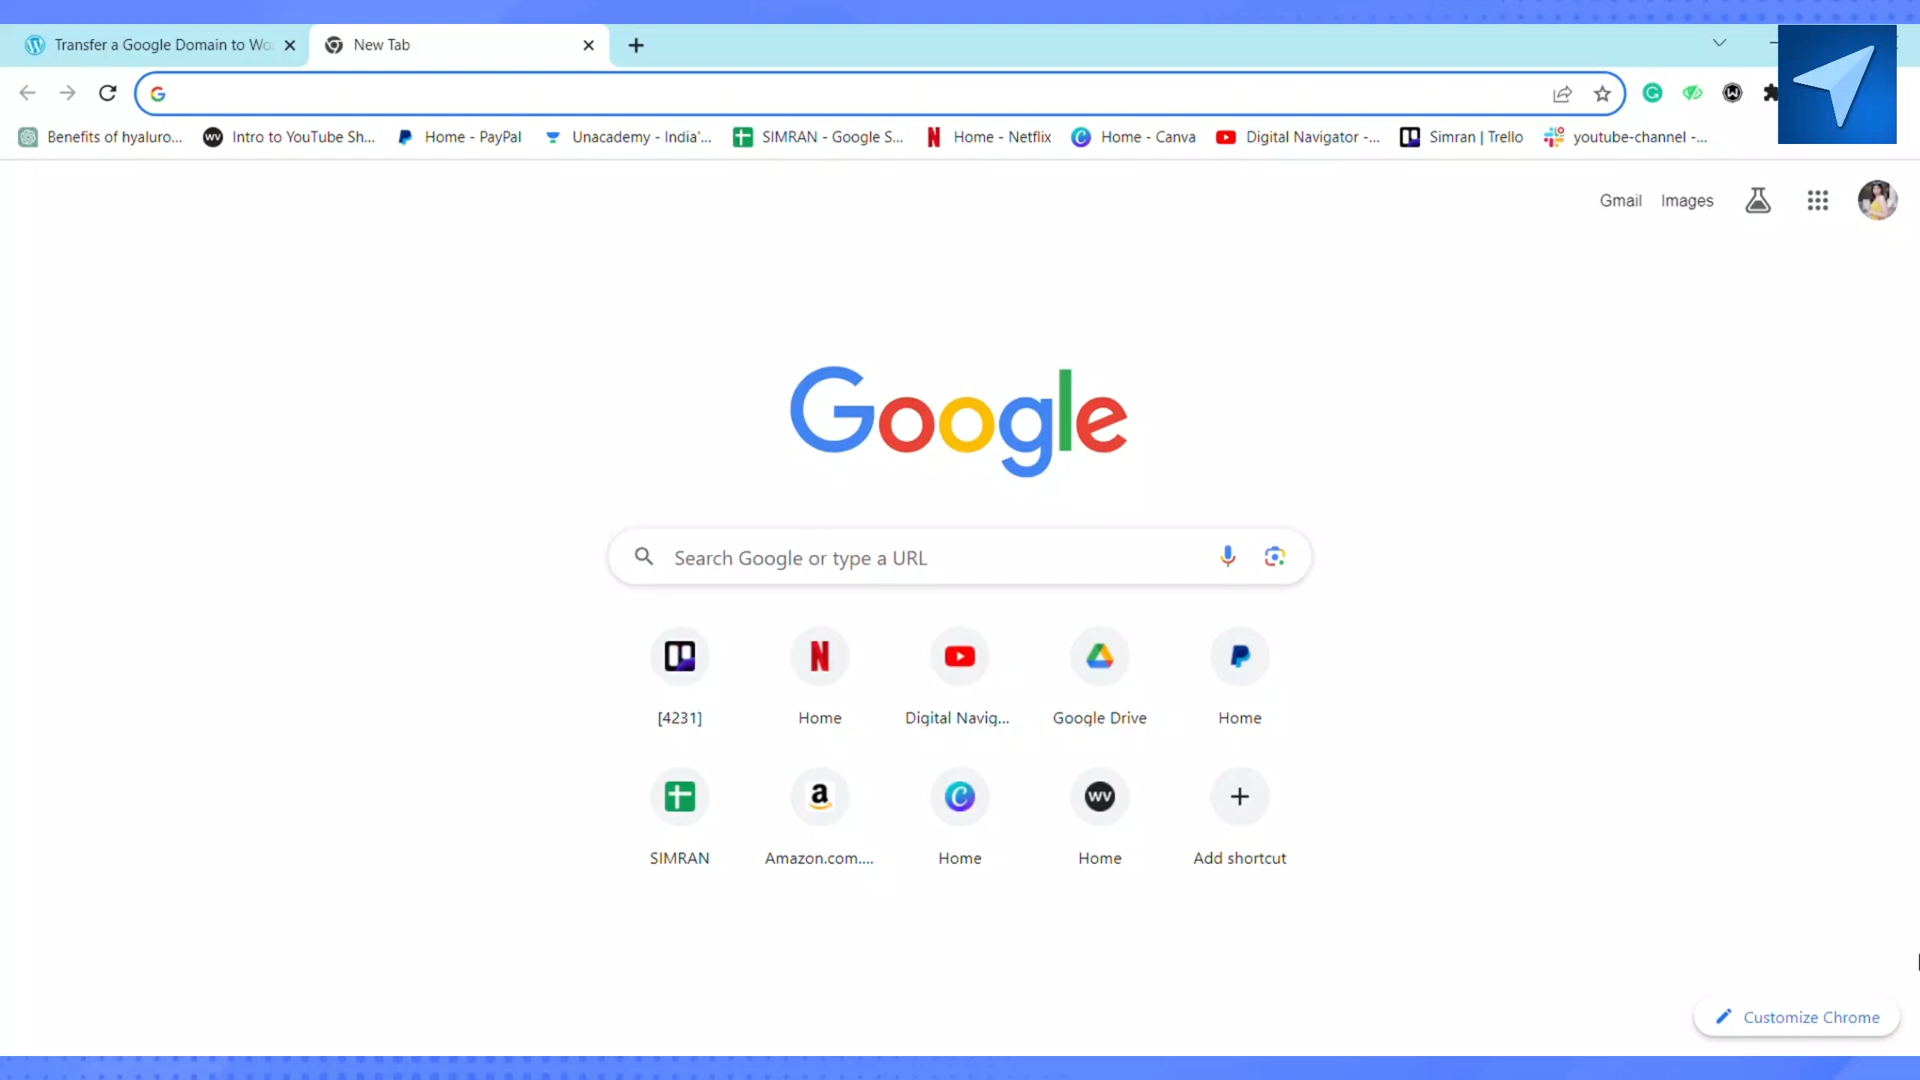 Transfer a Google Domain to Wo
New Tab
Benefits of hyaluro...
Intro to YouTube Sh...
Home - PayPal
Unacademy - India'...
SIMRAN - Google S...
Home - Netflix
Home - Canva
Digital Navigator -...
Simran | Trello
youtube-channel -...
Gmail
Images
Google
Search Google or type a URL
[4231]
Home
Digital Navig...
Google Drive
Home
SIMRAN
Amazon.com....
Home
Home
Add shortcut
Customize Chrome